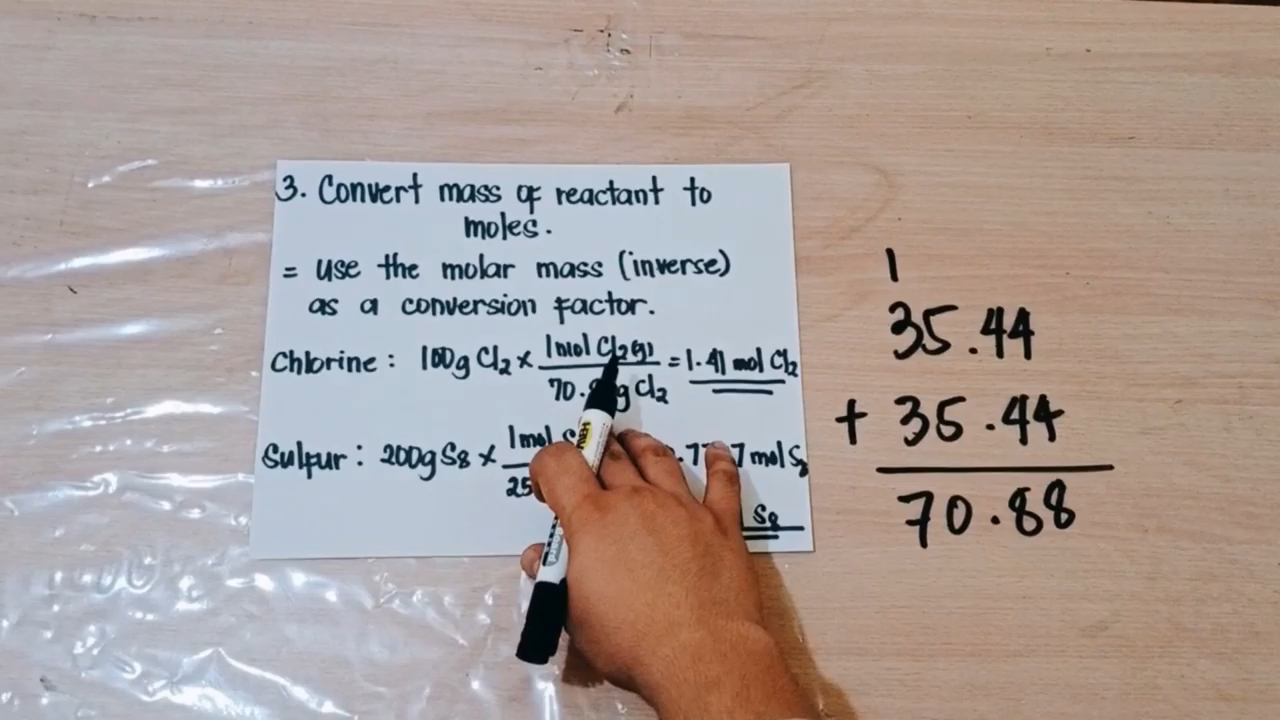 3. Convert mass of reactant to
moles.
= use the molar mass (inverse)
as a conversion factor.
Chlorine : 100g Cl₂ × 1mol Cl₂(g) = 1.41 mol Cl₂
70. g Cl₂
Sulpur : 200g S₈ × 1mol mol S₈
25
S₈
1
35.44
+ 35.44
70.88